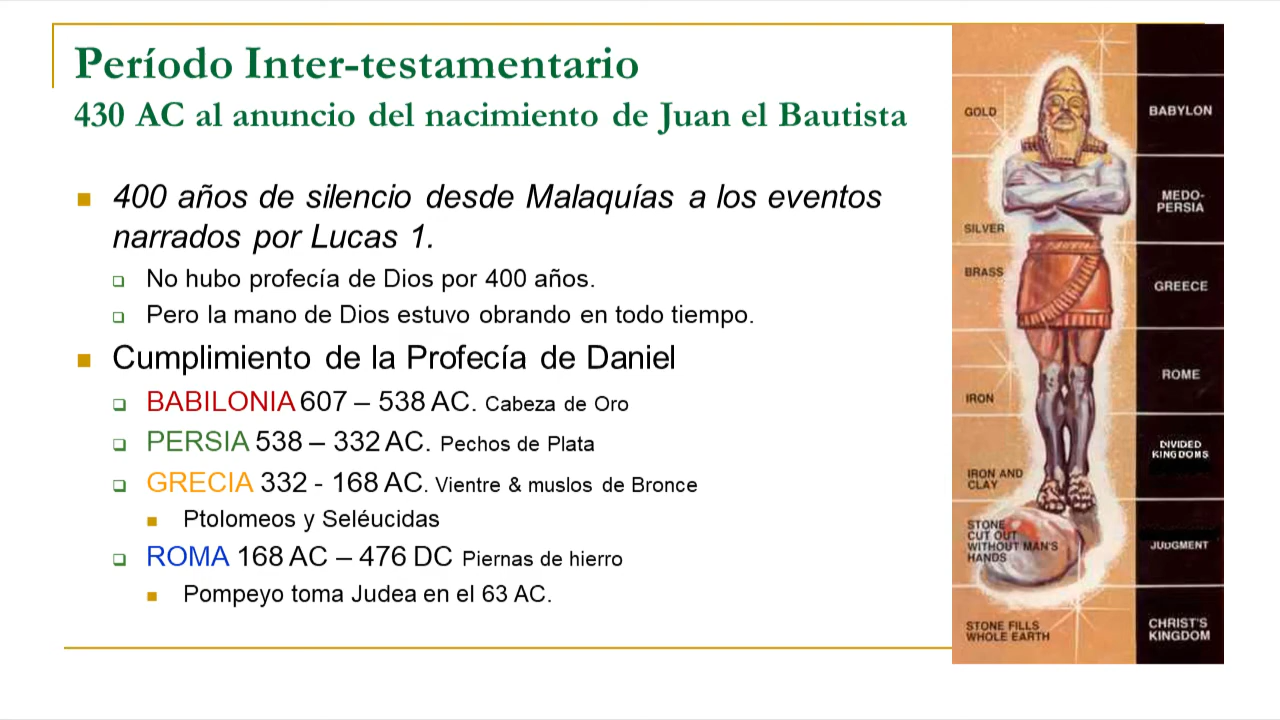 Período Inter-testamentario
430 AC al anuncio del nacimiento de Juan el Bautista
400 años de silencio desde Malaquías a los eventos
narrados por Lucas 1.
No hubo profecía de Dios por 400 años.
Pero la mano de Dios estuvo obrando en todo tiempo.
Cumplimiento de la Profecía de Daniel
BABILONIA 607 – 538 AC. Cabeza de Oro
PERSIA 538 – 332 AC. Pechos de Plata
GRECIA 332 - 168 AC. Vientre & muslos de Bronce
Ptolomeos y Seléucidas
ROMA 168 AC – 476 DC Piernas de hierro
Pompeyo toma Judea en el 63 AC.
GOLD
BABYLON
SILVER
MEDO-
PERSIA
BRASS
GREECE
IRON
ROME
IRON AND
CLAY
DIVIDED
KINGDOMS
STONE
CUT OUT
WITHOUT MAN'S
HANDS
JUDGMENT
STONE FILLS
WHOLE EARTH
CHRIST'S
KINGDOM